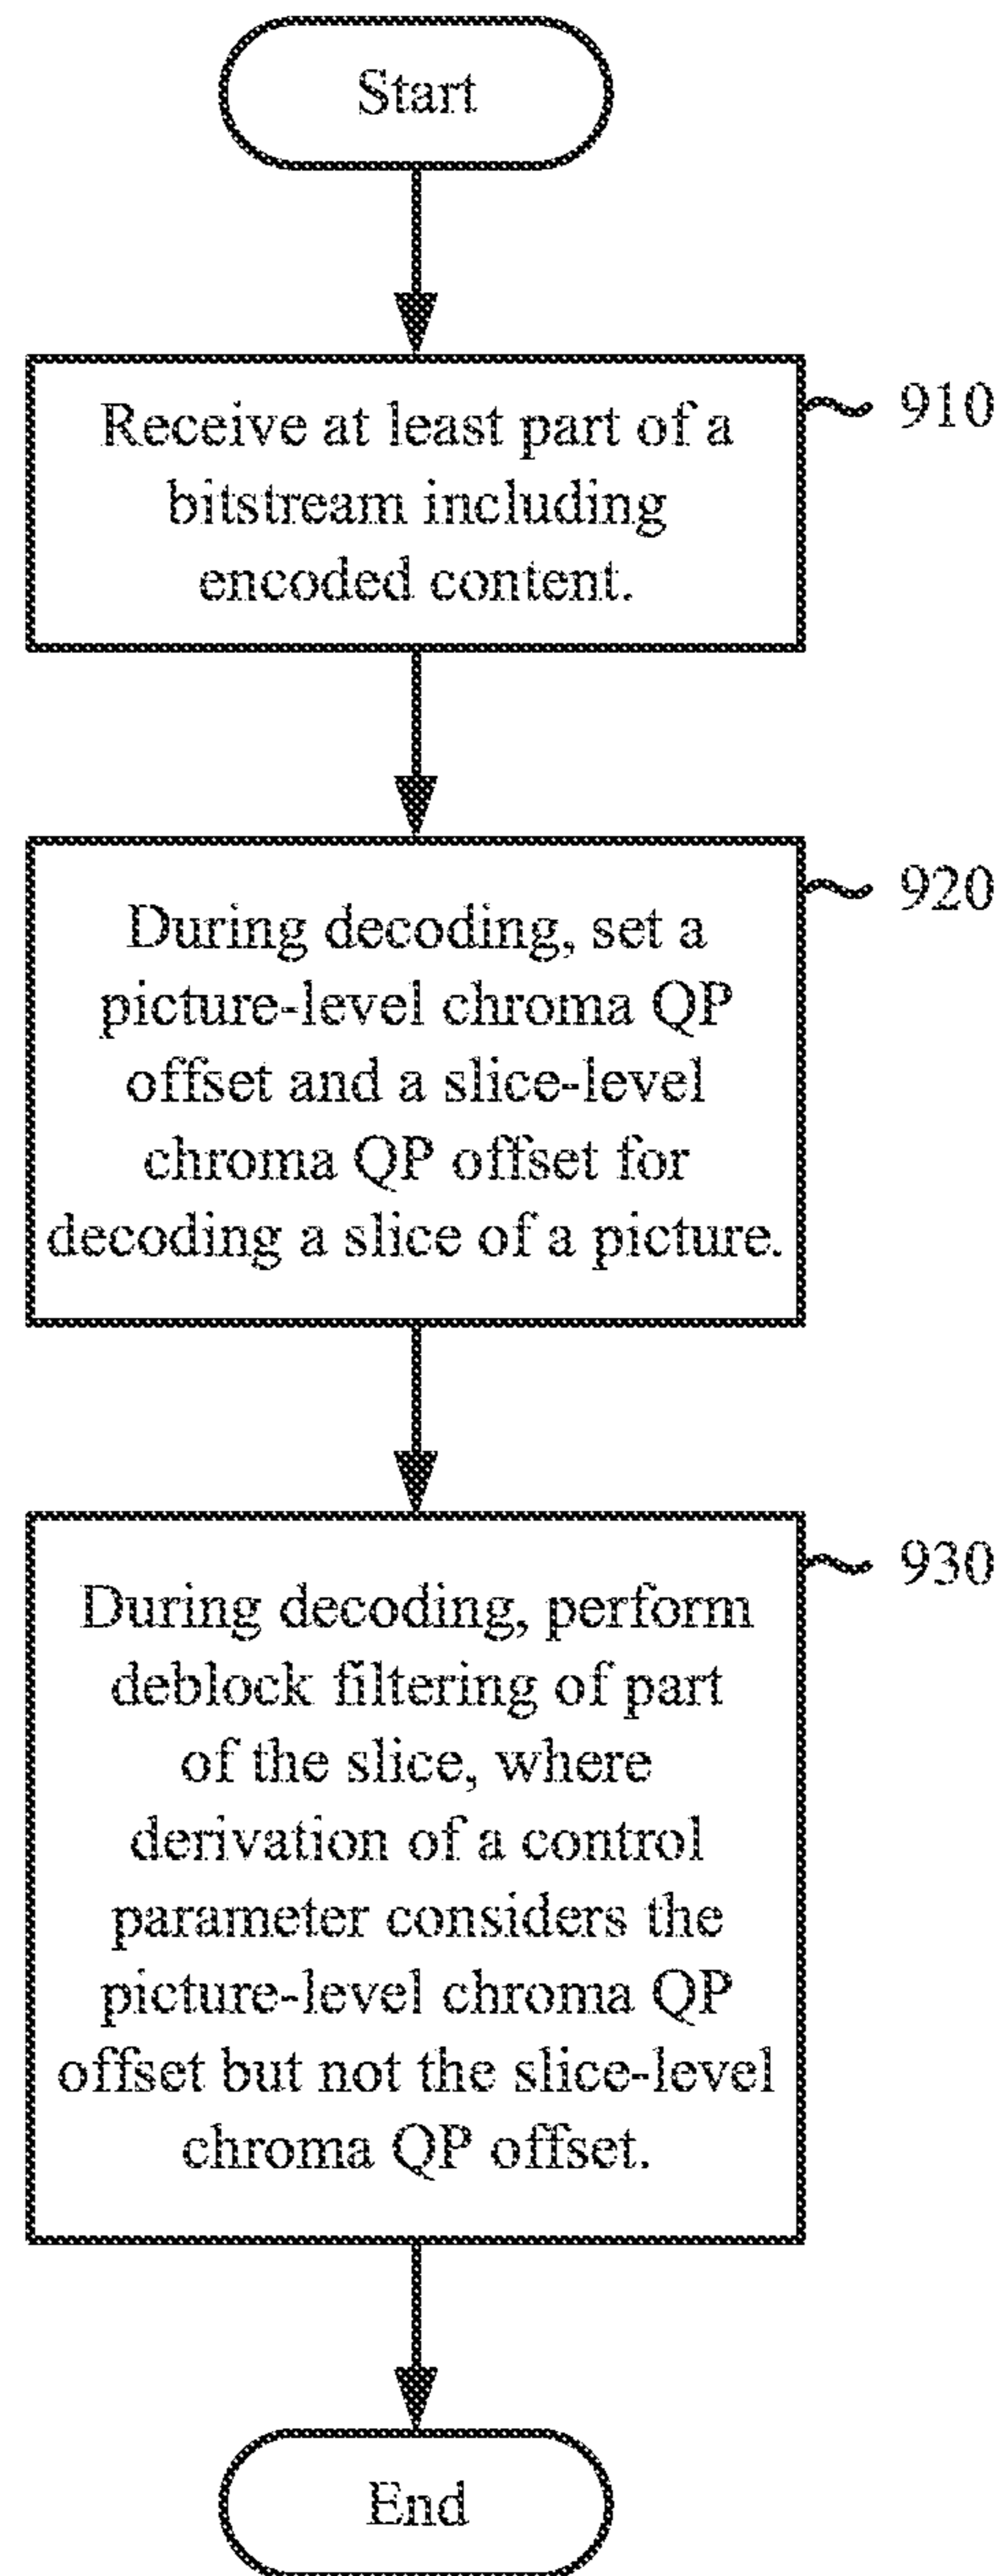 Start
Receive at least part of a
bitstream including
encoded content.
910
During decoding, set a
picture-level chroma QP
offset and a slice-level
chroma QP offset for
decoding a slice of a picture.
920
During decoding, perform
deblock filtering of part
of the slice, where
derivation of a control
parameter considers the
picture-level chroma QP
offset but not the slice-level
chroma QP offset.
930
End